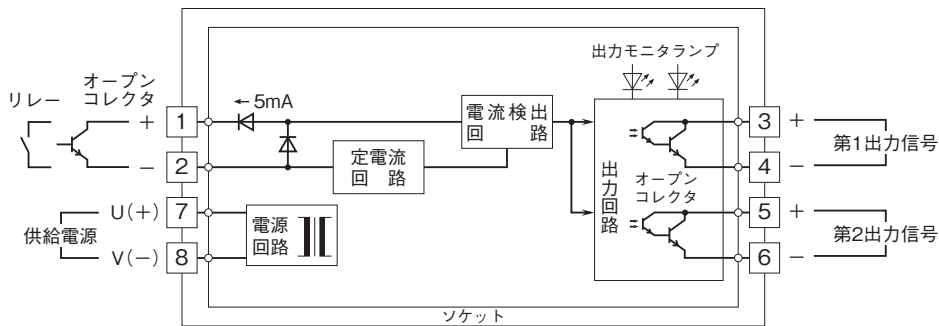 出力モニタランプ
リレー
オープン
コレクタ
+
1
← 5mA
電流検出
回路
3
+
第1出力信号
−
2
定電流
回路
4
−
出力回路
オープン
コレクタ
供給電源
U(+)
7
電源
回路
5
+
第2出力信号
V(−)
8
6
−
ソケット